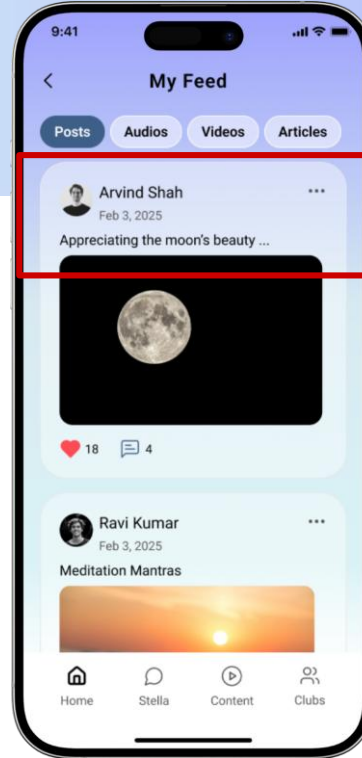 9:41
My Feed
Posts Audios Videos Articles
Arvind Shah
Feb 3, 2025
Appreciating the moon's beauty ...
18 4
Ravi Kumar
Feb 3, 2025
Meditation Mantras
Home Stella Content Clubs